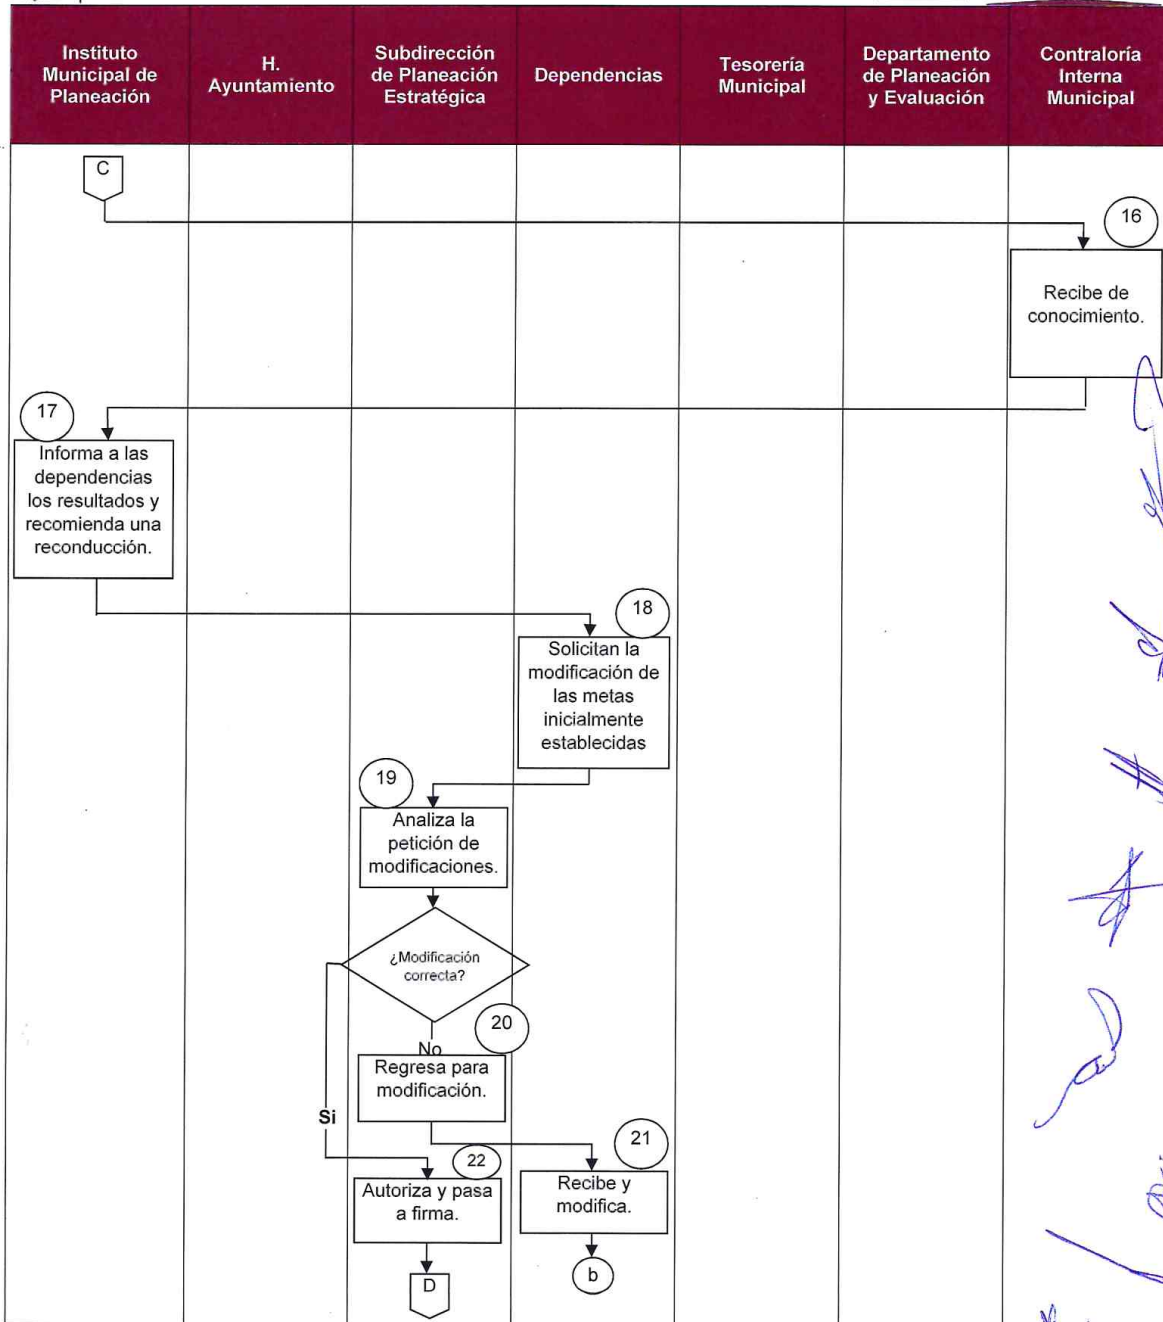 Instituto
Municipal de
Planeación
H.
Ayuntamiento
Subdirección
de Planeación
Estratégica
Dependencias
Tesorería
Municipal
Departamento
de Planeación
y Evaluación
Contraloría
Interna
Municipal
C
16
Recibe de
conocimiento.
17
Informa a las
dependencias
los resultados y
recomienda una
reconducción.
18
Solicitan la
modificación de
las metas
inicialmente
establecidas
19
Analiza la
petición de
modificaciones.
¿Modificación
correcta?
No
20
Regresa para
modificación.
Si
21
Recibe y
modifica.
22
Autoriza y pasa
a firma.
b
D